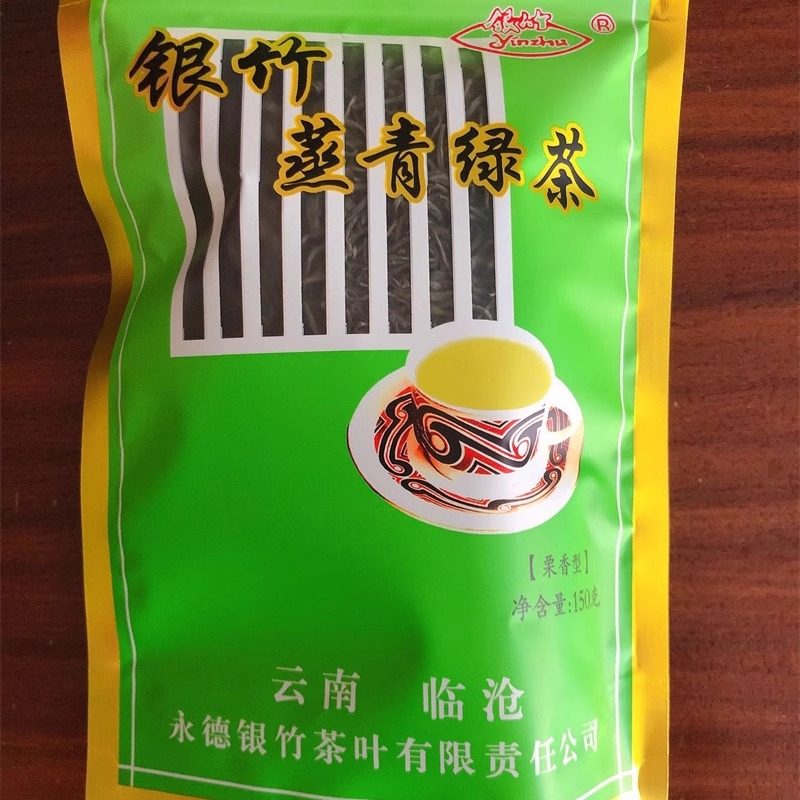 银竹
Yinzhu
®
银竹
蒸青绿茶
【栗香型】
净含量:150克
云南 临沧
永德银竹茶叶有限责任公司